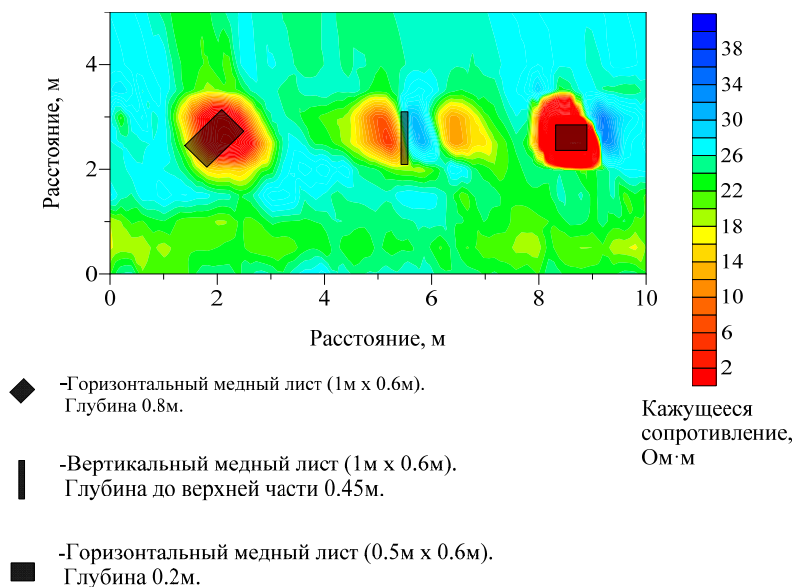 Расстояние, м
4
2
0
0 2 4 6 8 10
Расстояние, м
38
34
30
26
22
18
14
10
6
2
Кажущееся
сопротивление,
Ом·м
-Горизонтальный медный лист (1м х 0.6м).
Глубина 0.8м.
-Вертикальный медный лист (1м х 0.6м).
Глубина до верхней части 0.45м.
-Горизонтальный медный лист (0.5м х 0.6м).
Глубина 0.2м.